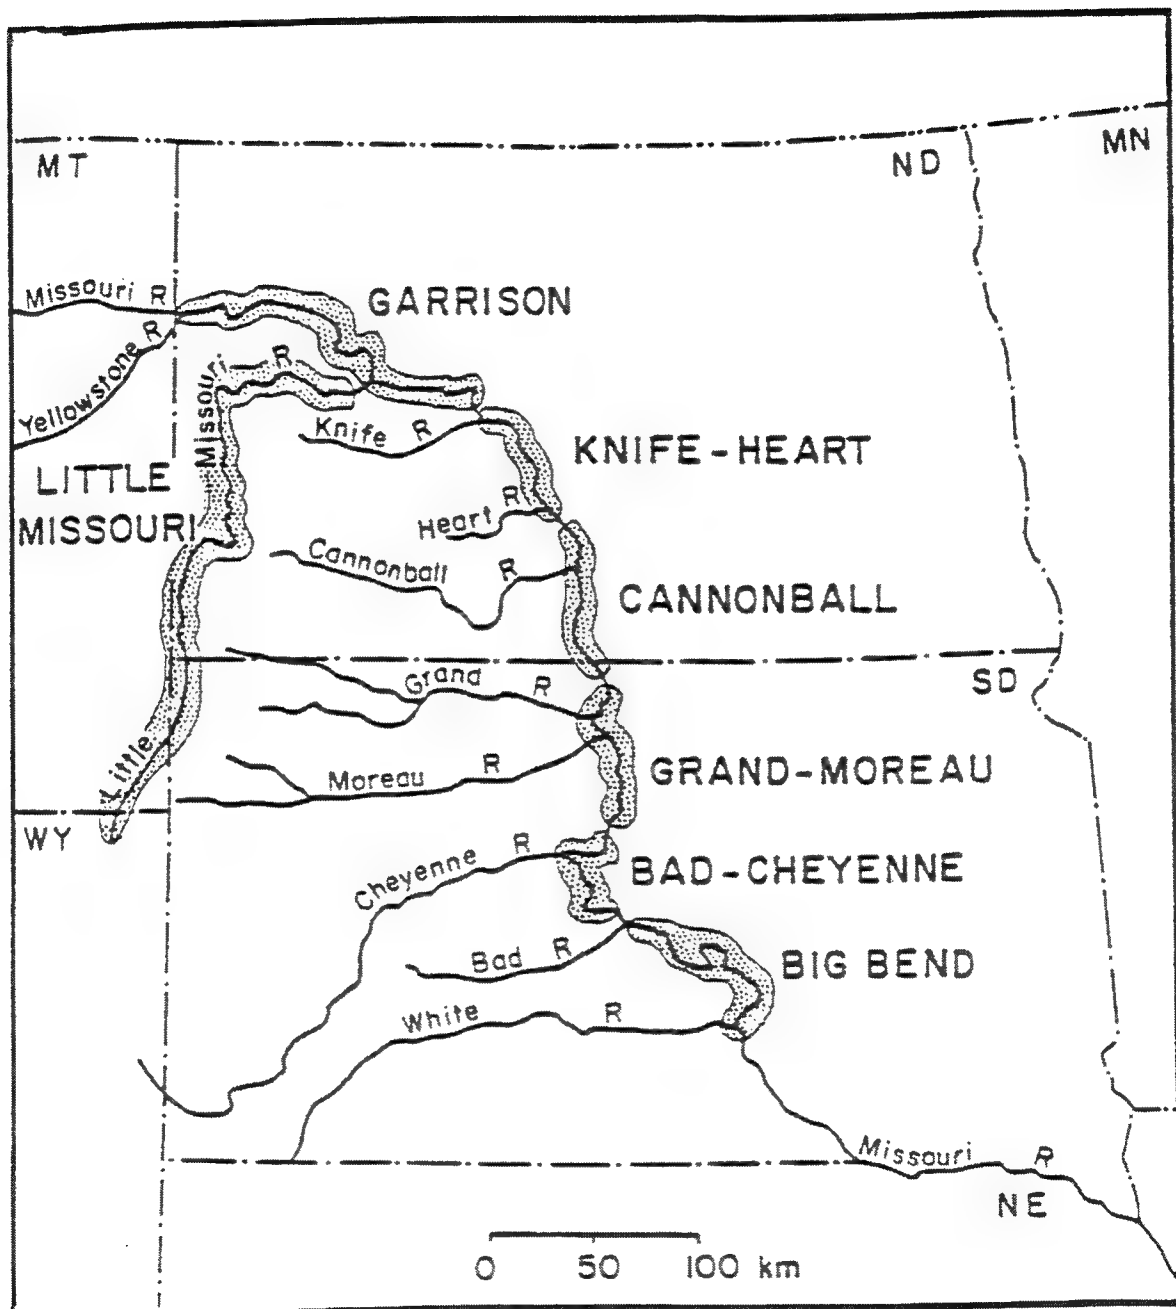 MT
ND
MN
Missouri R
GARRISON
Yellowstone R
Missouri R
Knife R
KNIFE-HEART
LITTLE
MISSOURI
Heart R
Cannonball R
CANNONBALL
Grand R
SD
Little
Moreau R
GRAND-MOREAU
WY
Cheyenne R
BAD-CHEYENNE
Bad R
BIG BEND
White R
Missouri R
NE
0 50 100 km